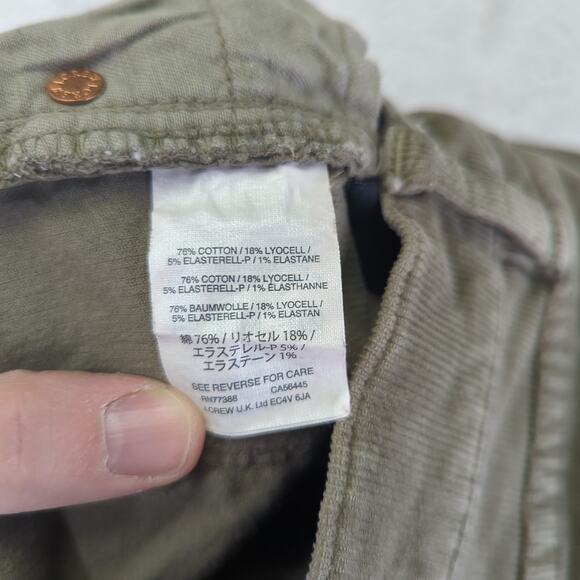 J.CREW
76% COTTON / 18% LYOCELL /
5% ELASTERELL-P / 1% ELASTANE
76% COTON / 18% LYOCELL /
5% ELASTERELL-P / 1% ÉLASTHANNE
76% BAUMWOLLE / 18% LYOCELL /
5% ELASTERELL-P / 1% ELASTAN
綿 76% / リオセル 18% /
エラステレル-P 5% /
エラステーン 1%
SEE REVERSE FOR CARE
RN77388 CA56445
J.CREW U.K. Ltd EC4V 6JA